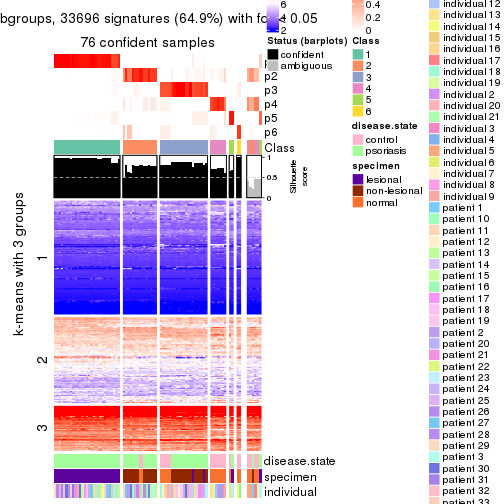 bgroups, 33696 signatures (64.9%) with fd < 0.05
76 confident samples
p2
p3
p4
p5
p6
Class
1
0.5
0
Silhouette
score
k-means with 3 groups
1
2
3
disease.state
specimen
individual
6
4
2
Status (barplots)
confident
ambiguous
0.4
0.2
0
Class
1
2
3
4
5
6
disease.state
control
psoriasis
specimen
lesional
non-lesional
normal
individual 12
individual 13
individual 14
individual 15
individual 16
individual 17
individual 18
individual 19
individual 2
individual 20
individual 21
individual 3
individual 4
individual 5
individual 6
individual 7
individual 8
individual 9
patient 1
patient 10
patient 11
patient 12
patient 13
patient 14
patient 15
patient 16
patient 17
patient 18
patient 19
patient 2
patient 20
patient 21
patient 22
patient 23
patient 24
patient 25
patient 26
patient 27
patient 28
patient 29
patient 3
patient 30
patient 31
patient 32
patient 33